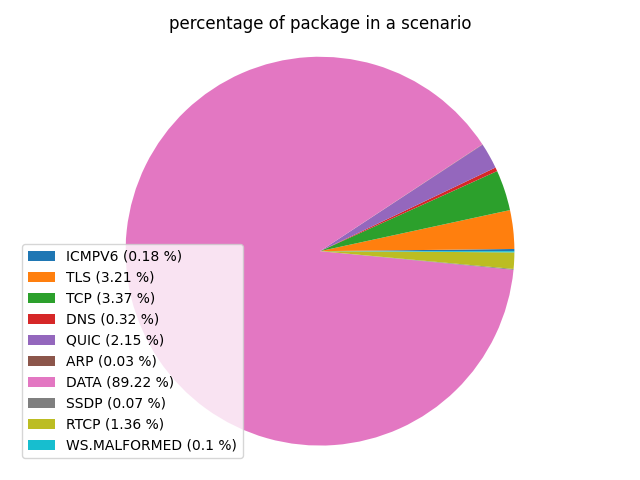 percentage of package in a scenario
ICMPV6 (0.18 %)
TLS (3.21 %)
TCP (3.37 %)
DNS (0.32 %)
QUIC (2.15 %)
ARP (0.03 %)
DATA (89.22 %)
SSDP (0.07 %)
RTCP (1.36 %)
WS.MALFORMED (0.1 %)